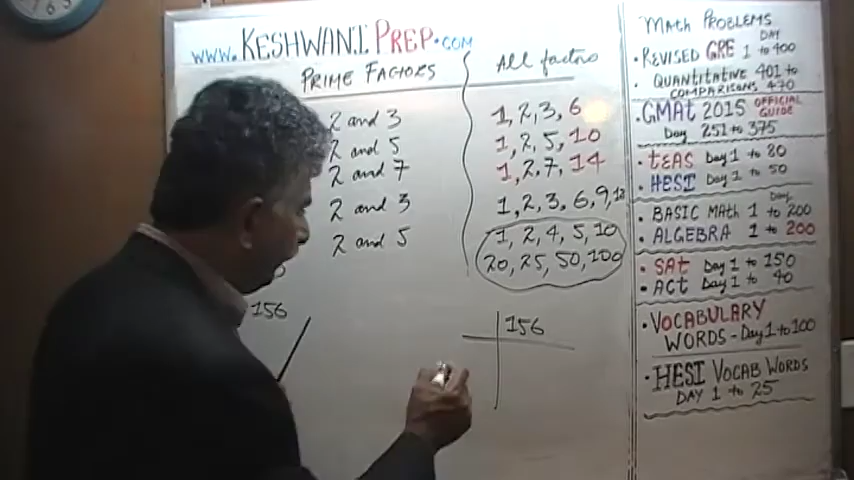 www.KESHWANIPREP.COM
PRIME FACTORS
All factors
2 and 3
1, 2, 3, 6
2 and 5
1, 2, 5, 10
2 and 7
1, 2, 7, 14
2 and 3
1, 2, 3, 6, 9, 18
2 and 5
1, 2, 4, 5, 10
20, 25, 50, 100
156
156
MATH PROBLEMS
DAY
• REVISED GRE 1 to 400
• QUANTITATIVE 401 to
COMPARISONS 470
• GMAT 2015 OFFICIAL
GUIDE
Day 251 to 375
• TEAS Day 1 to 80
• HESI Day 1 to 50
Day
• BASIC MATH 1 to 200
• ALGEBRA 1 to 200
• SAT Day 1 to 150
• ACT Day 1 to 40
• VOCABULARY
WORDS - Day 1 to 100
• HESI VOCAB WORDS
DAY 1 to 25